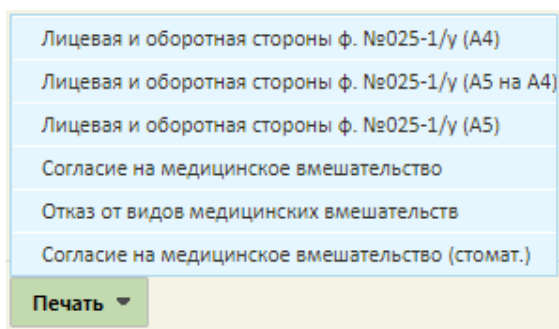 Лицевая и оборотная стороны ф. №025-1/у (А4)
Лицевая и оборотная стороны ф. №025-1/у (А5 на А4)
Лицевая и оборотная стороны ф. №025-1/у (А5)
Согласие на медицинское вмешательство
Отказ от видов медицинских вмешательств
Согласие на медицинское вмешательство (стомат.)
Печать